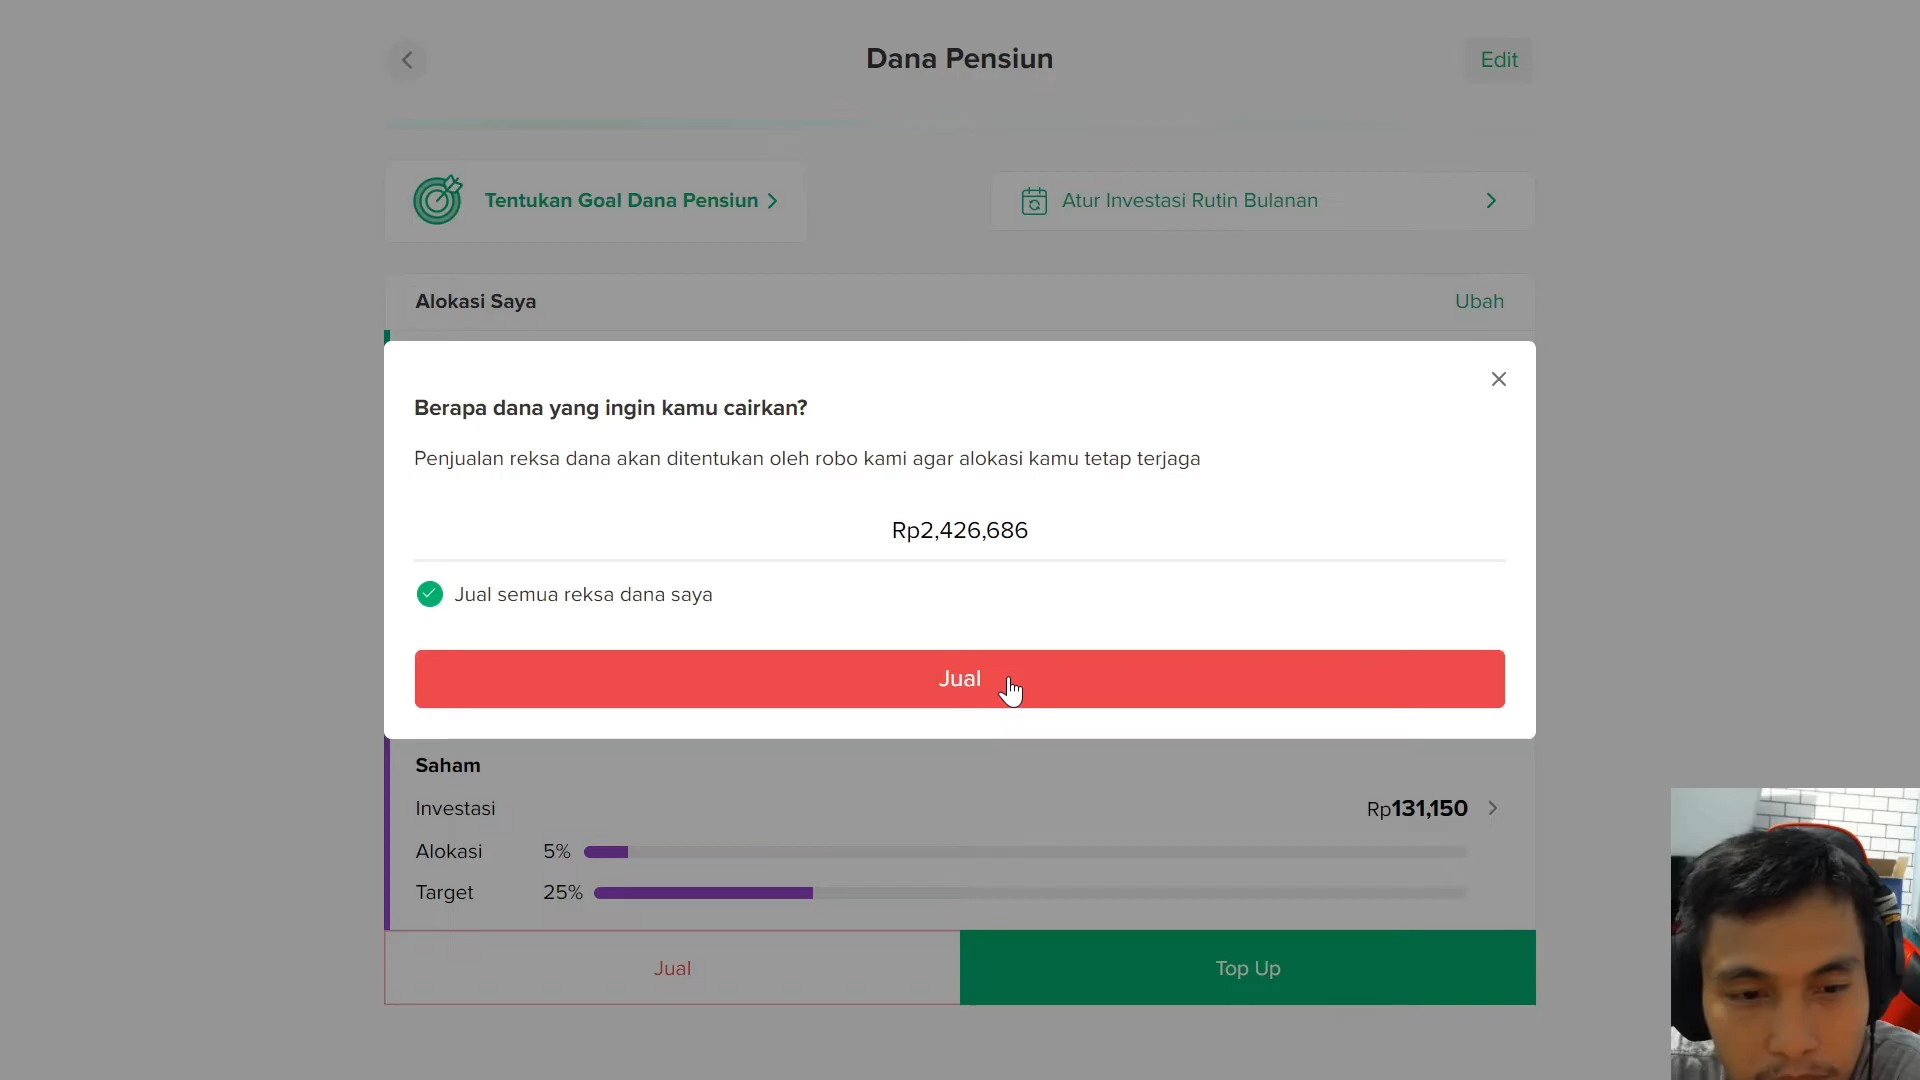 Dana Pensiun
Edit
Tentukan Goal Dana Pensiun
Atur Investasi Rutin Bulanan
Alokasi Saya
Ubah
Berapa dana yang ingin kamu cairkan?
Penjualan reksa dana akan ditentukan oleh robo kami agar alokasi kamu tetap terjaga
Rp2,426,686
Jual semua reksa dana saya
Jual
Saham
Investasi Rp131,150
Alokasi 5%
Target 25%
Jual
Top Up